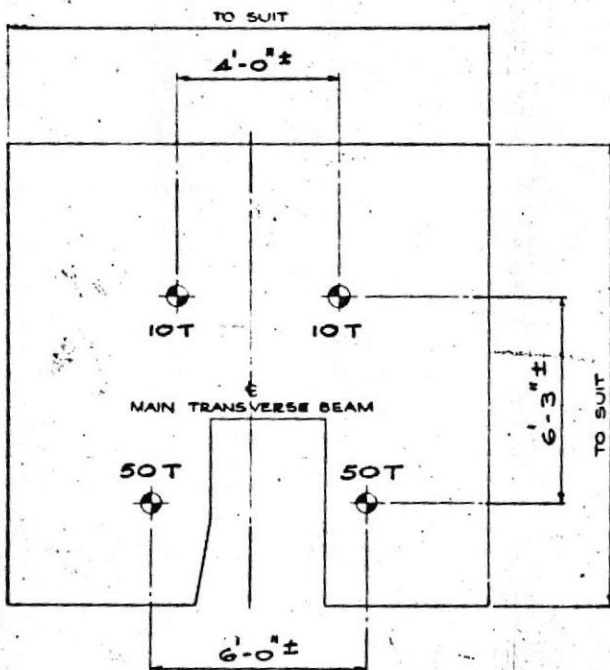 TO SUIT
4'-0"±
10T 10T
℄
MAIN TRANSVERSE BEAM
6'-3"±
TO SUIT
50T 50T
6'-0"±